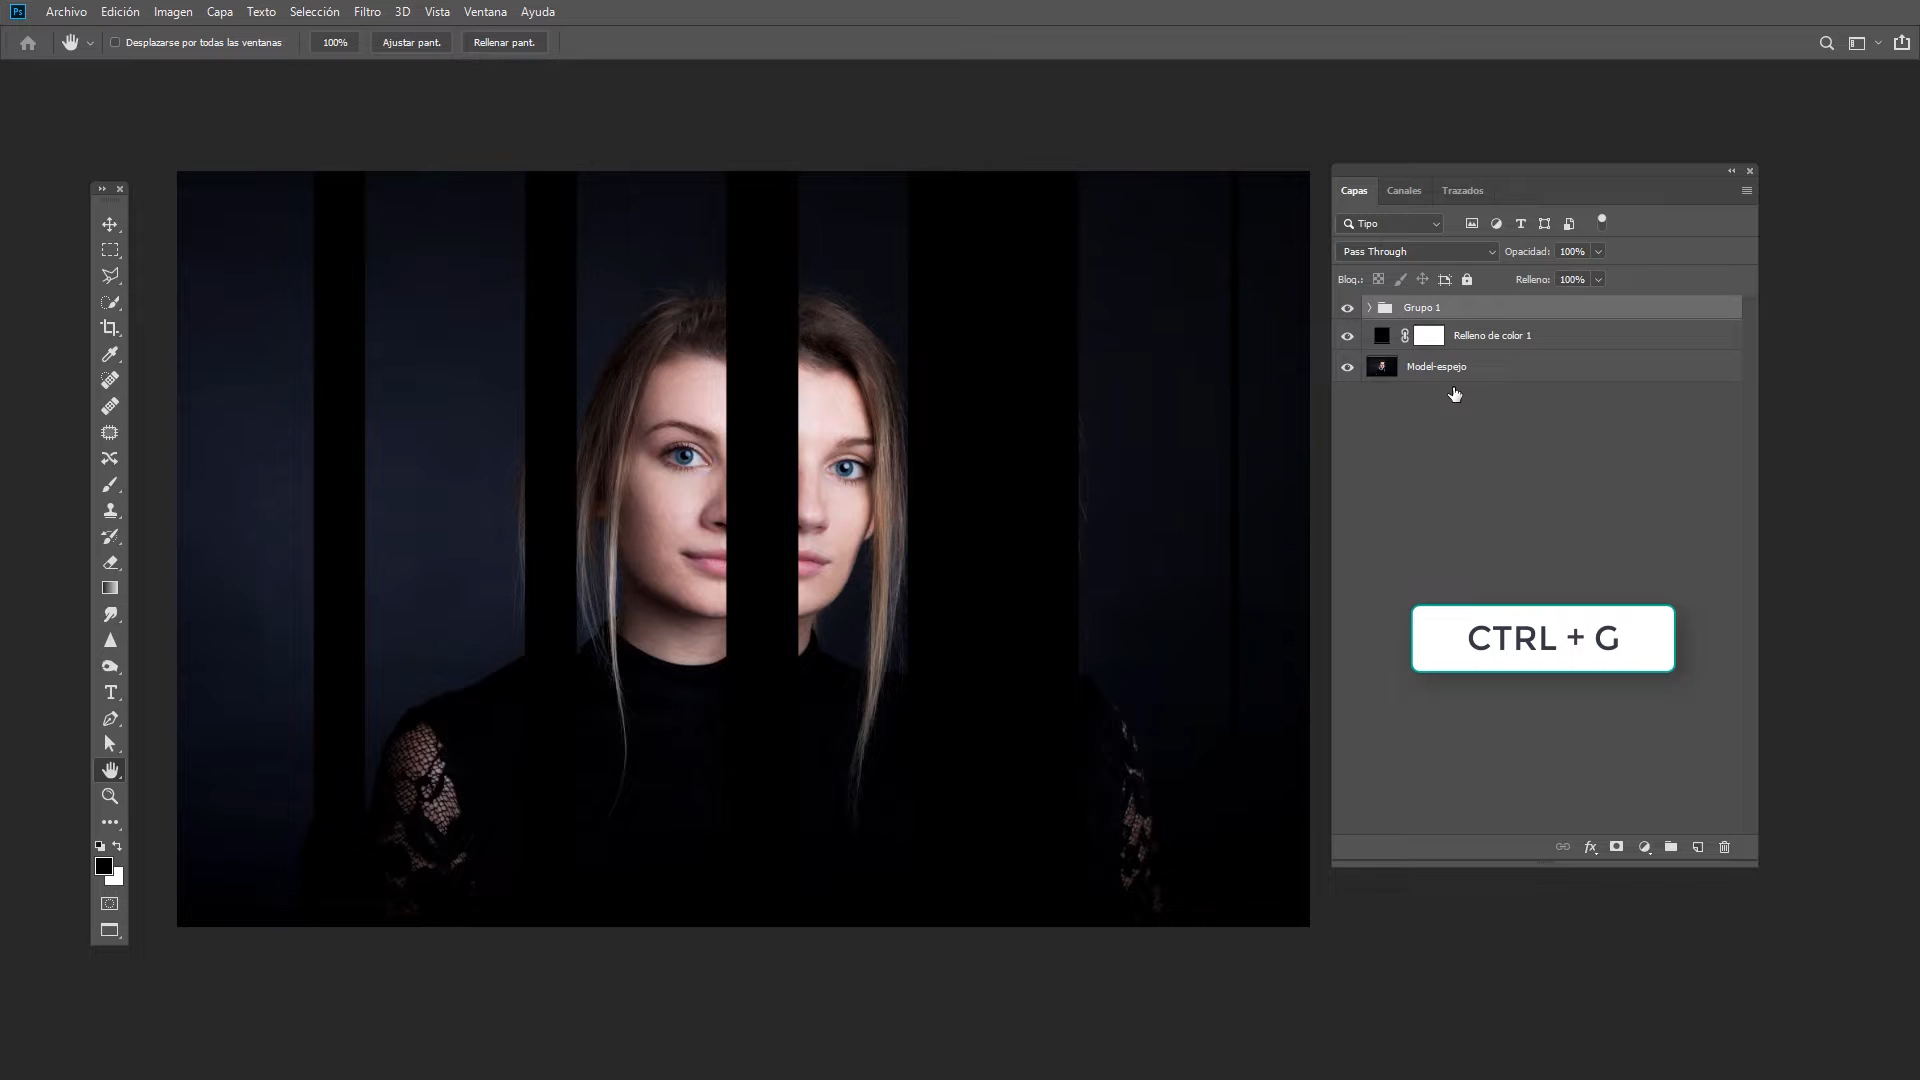 Ps Archivo Edición Imagen Capa Texto Selección Filtro 3D Vista Ventana Ayuda
Desplazarse por todas las ventanas 100% Ajustar pant. Rellenar pant.
Capas Canales Trazados
Tipo
Pass Through Opacidad: 100%
Bloq.: Relleno: 100%
Grupo 1
Relleno de color 1
Model-espejo
CTRL + G
fx